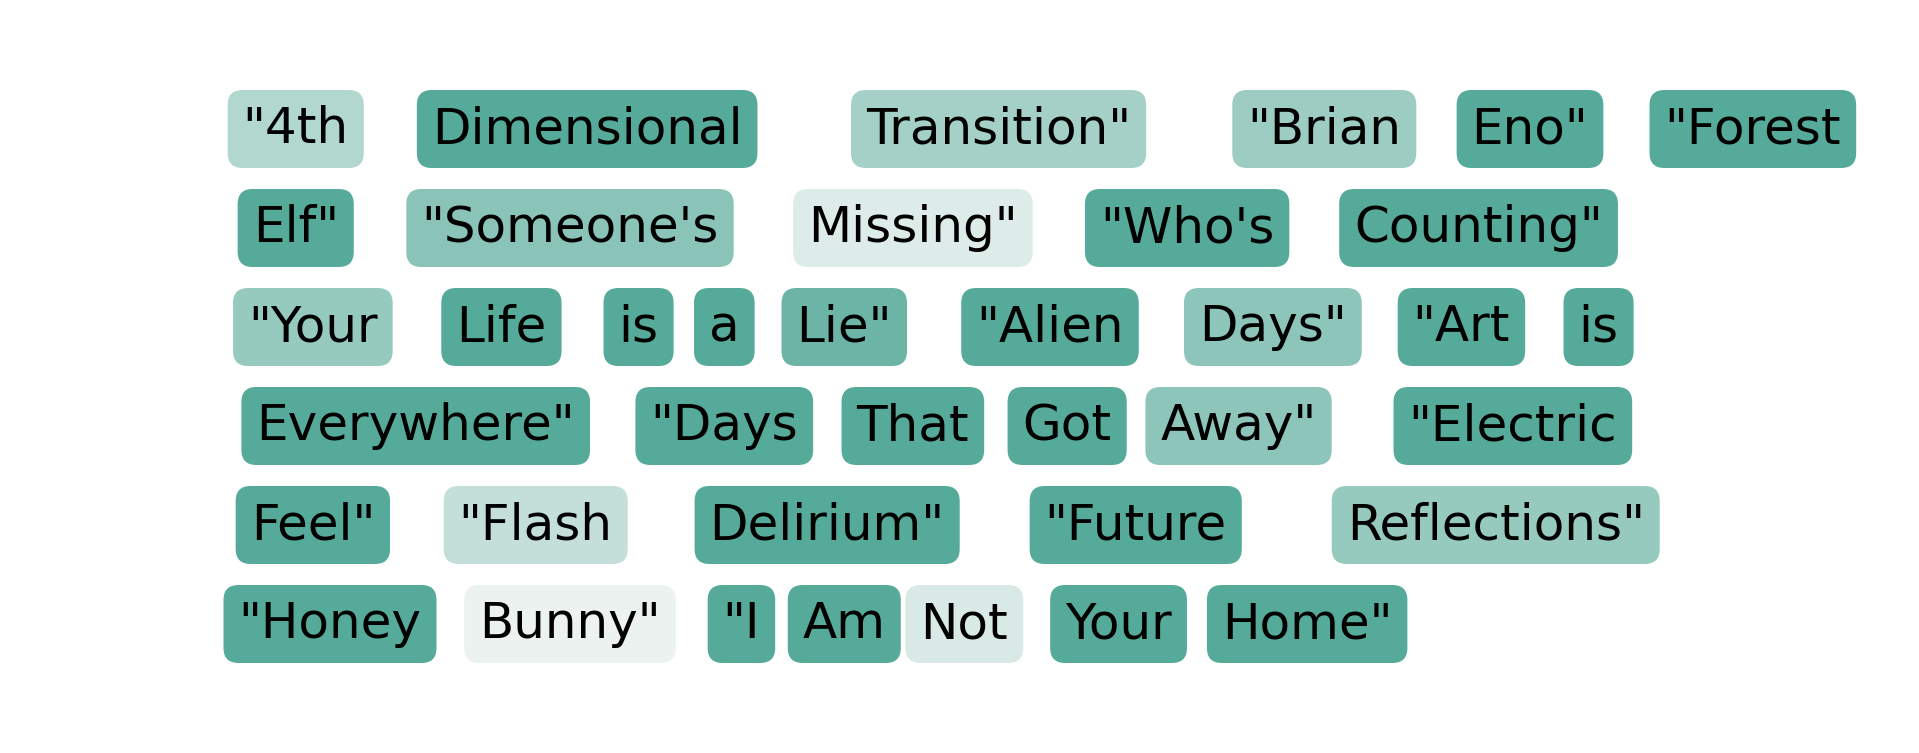 "4th Dimensional Transition" "Brian Eno" "Forest
Elf" "Someone's Missing" "Who's Counting"
"Your Life is a Lie" "Alien Days" "Art is
Everywhere" "Days That Got Away" "Electric
Feel" "Flash Delirium" "Future Reflections"
"Honey Bunny" "I Am Not Your Home"